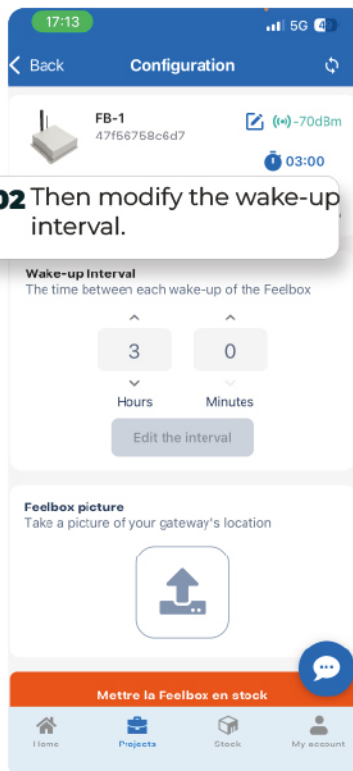 17:13
5G 42
Back Configuration
FB-1
47f56758c6d7
-70dBm
03:00
02 Then modify the wake-up
interval.
Wake-up Interval
The time between each wake-up of the Feelbox
3 0
Hours Minutes
Edit the interval
Feelbox picture
Take a picture of your gateway's location
Mettre la Feelbox en stock
Home Projects Stock My account